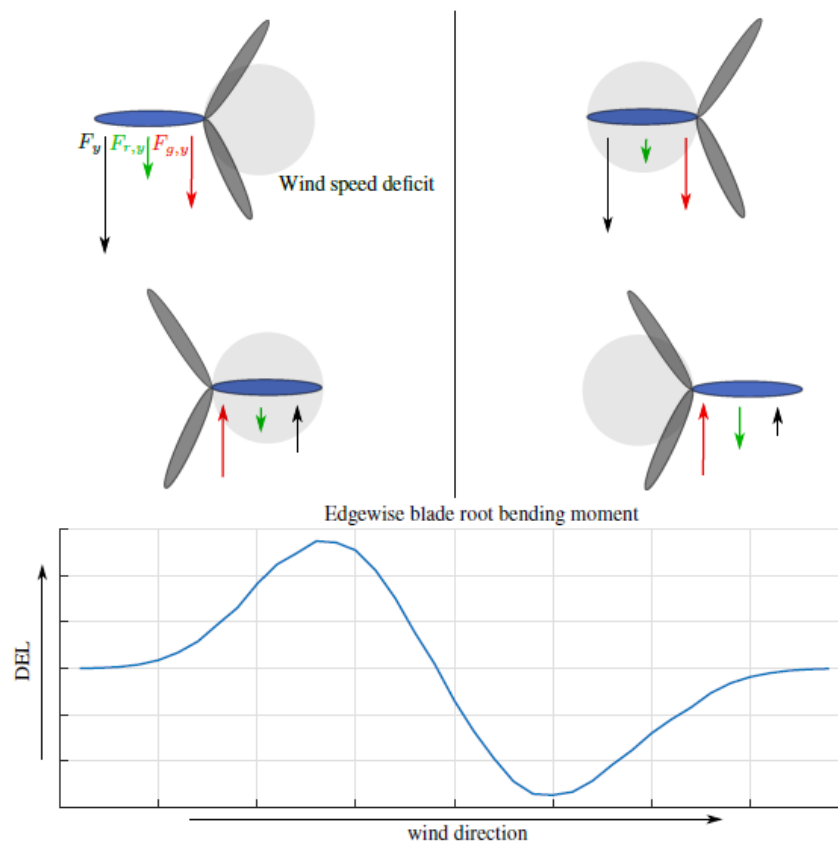 F_y F_{r,y} F_{g,y}
Wind speed deficit
Edgewise blade root bending moment
DEL
wind direction